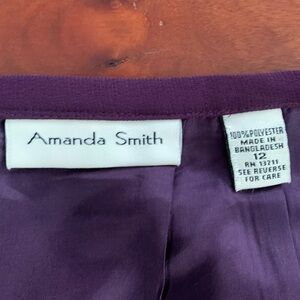 Amanda Smith
100% POLYESTER
MADE IN
BANGLADESH
12
RN 13711
SEE REVERSE
FOR CARE